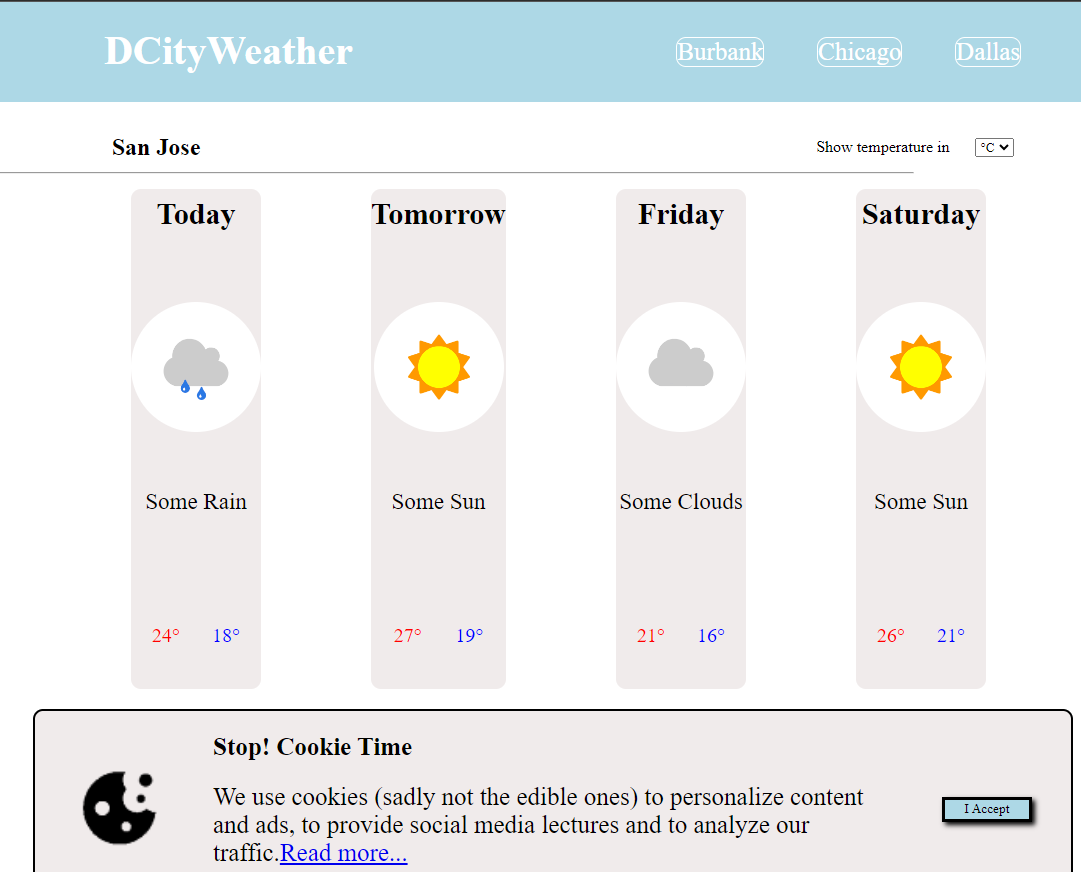 DCityWeather Burbank Chicago Dallas
San Jose Show temperature in °C
Today Tomorrow Friday Saturday
Some Rain Some Sun Some Clouds Some Sun
24° 18° 27° 19° 21° 16° 26° 21°
Stop! Cookie Time
We use cookies (sadly not the edible ones) to personalize content
and ads, to provide social media lectures and to analyze our
traffic.Read more...
I Accept